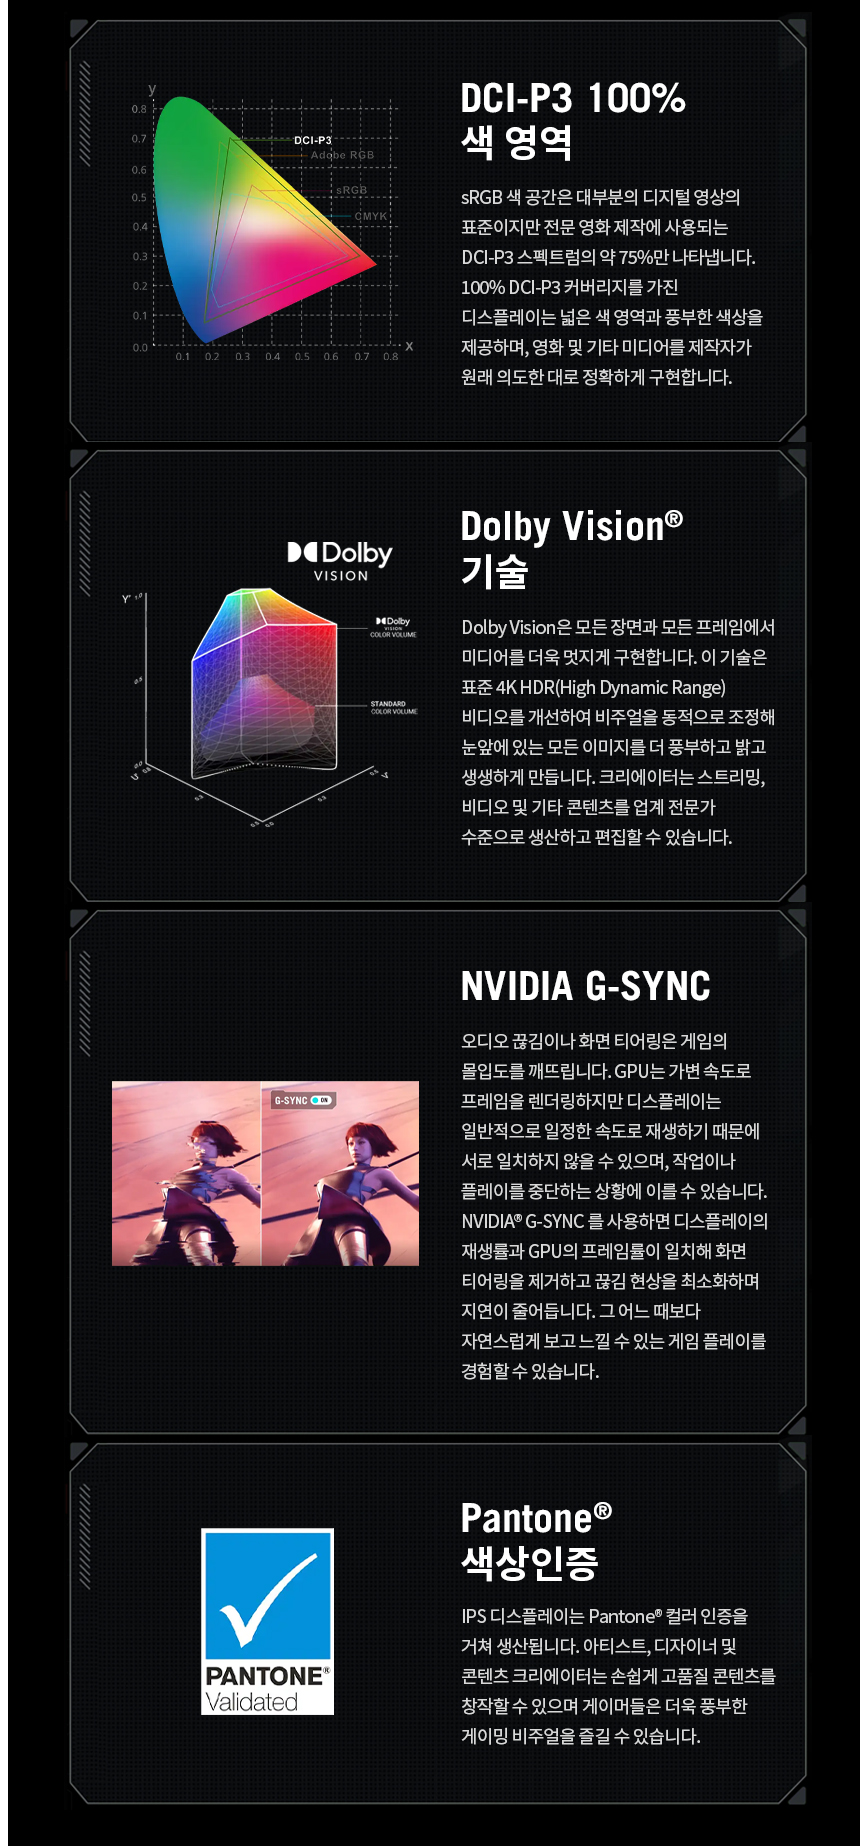 y
0.8
0.7
0.6
0.5
0.4
0.3
0.2
0.1
0.0
0.1 0.2 0.3 0.4 0.5 0.6 0.7 0.8
x
DCI-P3
Adobe RGB
sRGB
CMYK
DCI-P3 100%
색 영역
sRGB 색 공간은 대부분의 디지털 영상의
표준이지만 전문 영화 제작에 사용되는
DCI-P3 스펙트럼의 약 75%만 나타냅니다.
100% DCI-P3 커버리지를 가진
디스플레이는 넓은 색 영역과 풍부한 색상을
제공하며, 영화 및 기타 미디어를 제작자가
원래 의도한 대로 정확하게 구현합니다.
Dolby
VISION
Y' 1.0
0.5
0.0
U
0.3
V
0.3
Dolby
VISION
COLOR VOLUME
STANDARD
COLOR VOLUME
Dolby Vision®
기술
Dolby Vision은 모든 장면과 모든 프레임에서
미디어를 더욱 멋지게 구현합니다. 이 기술은
표준 4K HDR(High Dynamic Range)
비디오를 개선하여 비주얼을 동적으로 조정해
눈앞에 있는 모든 이미지를 더 풍부하고 밝고
생생하게 만듭니다. 크리에이터는 스트리밍,
비디오 및 기타 콘텐츠를 업계 전문가
수준으로 생산하고 편집할 수 있습니다.
G-SYNC ON
NVIDIA G-SYNC
오디오 끊김이나 화면 티어링은 게임의
몰입도를 깨뜨립니다. GPU는 가변 속도로
프레임을 렌더링하지만 디스플레이는
일반적으로 일정한 속도로 재생하기 때문에
서로 일치하지 않을 수 있으며, 작업이나
플레이를 중단하는 상황에 이를 수 있습니다.
NVIDIA® G-SYNC 를 사용하면 디스플레이의
재생률과 GPU의 프레임률이 일치해 화면
티어링을 제거하고 끊김 현상을 최소화하며
지연이 줄어듭니다. 그 어느 때보다
자연스럽게 보고 느낄 수 있는 게임 플레이를
경험할 수 있습니다.
PANTONE®
Validated
Pantone®
색상인증
IPS 디스플레이는 Pantone® 컬러 인증을
거쳐 생산됩니다. 아티스트, 디자이너 및
콘텐츠 크리에이터는 손쉽게 고품질 콘텐츠를
창작할 수 있으며 게이머들은 더욱 풍부한
게이밍 비주얼을 즐길 수 있습니다.